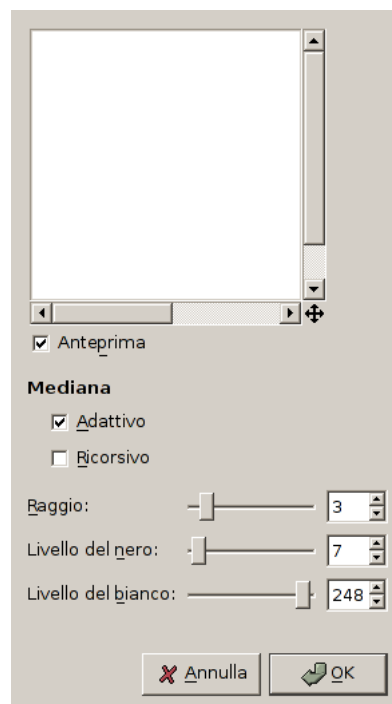 Anteprima
Mediana
Adattivo
Ricorsivo
Raggio: 3
Livello del nero: 7
Livello del bianco: 248
Annulla OK